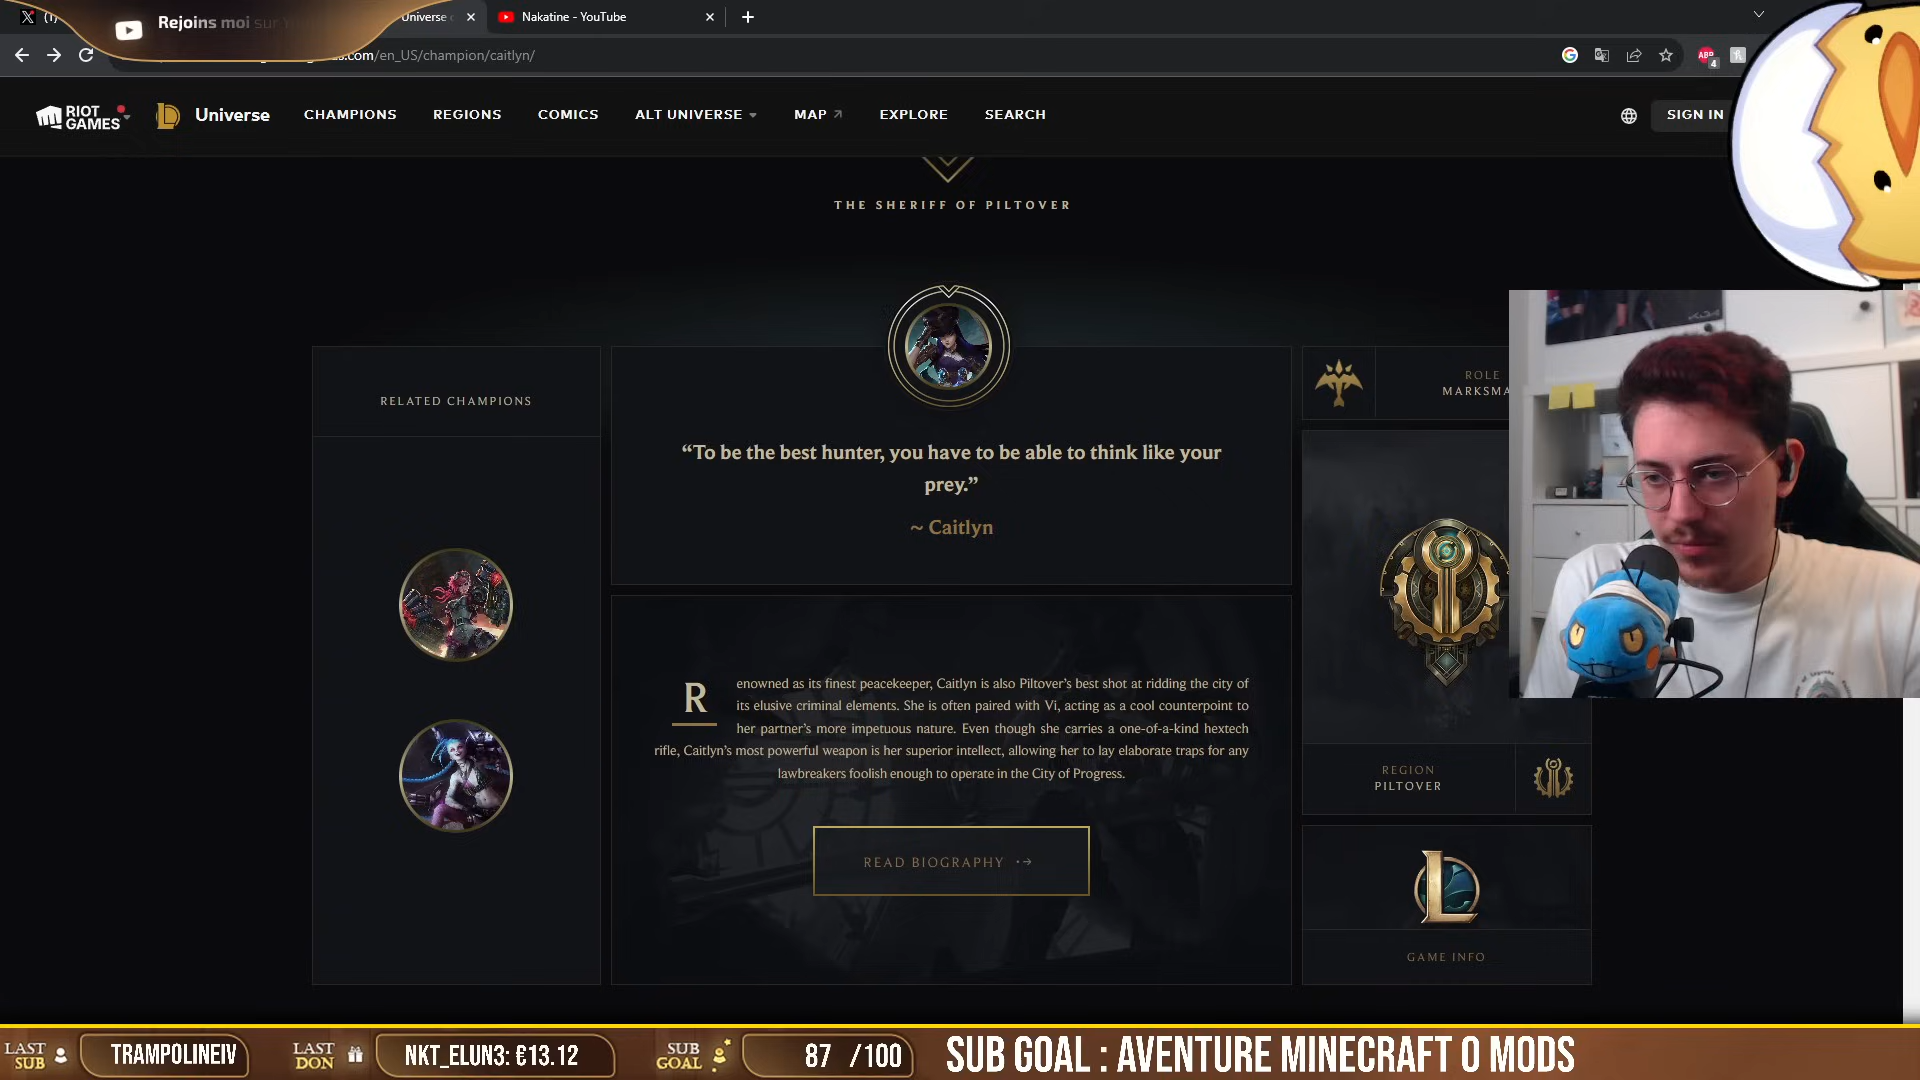 Rejoins moi sur
Universe
Nakatine - YouTube
.com/en_US/champion/caitlyn/
ABP
4
RIOT
GAMES
Universe
CHAMPIONS
REGIONS
COMICS
ALT UNIVERSE
MAP
EXPLORE
SEARCH
SIGN IN
THE SHERIFF OF PILTOVER
RELATED CHAMPIONS
“To be the best hunter, you have to be able to think like your
prey.”
~ Caitlyn
ROLE
MARKSMA
Renowned as its finest peacekeeper, Caitlyn is also Piltover’s best shot at ridding the city of
its elusive criminal elements. She is often paired with Vi, acting as a cool counterpoint to
her partner’s more impetuous nature. Even though she carries a one-of-a-kind hextech
rifle, Caitlyn’s most powerful weapon is her superior intellect, allowing her to lay elaborate traps for any
lawbreakers foolish enough to operate in the City of Progress.
READ BIOGRAPHY
REGION
PILTOVER
GAME INFO
LAST
SUB
TRAMPOLINEIV
LAST
DON
NKT_ELUN3: €13.12
SUB
GOAL
87 /100
SUB GOAL : AVENTURE MINECRAFT 0 MODS